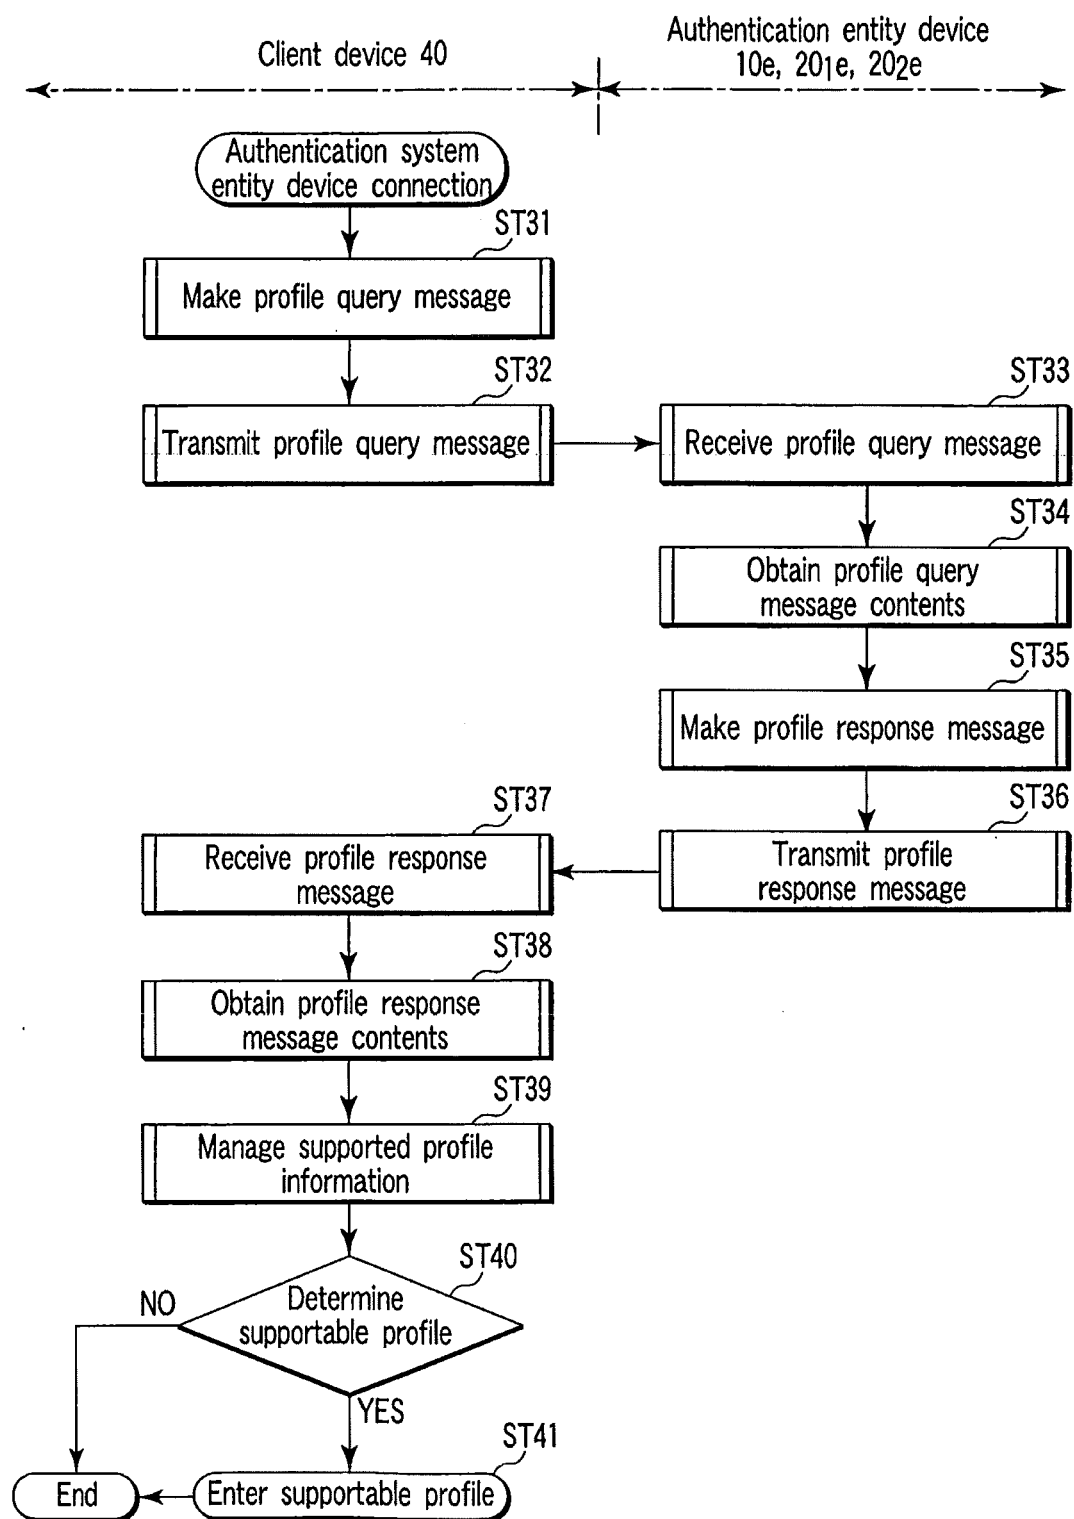 Client device 40
Authentication entity device
10e, 201e, 202e
Authentication system
entity device connection
ST31
Make profile query message
ST32
Transmit profile query message
ST33
Receive profile query message
ST34
Obtain profile query
message contents
ST35
Make profile response message
ST36
Transmit profile
response message
ST37
Receive profile response
message
ST38
Obtain profile response
message contents
ST39
Manage supported profile
information
ST40
Determine
supportable profile
NO
YES
ST41
Enter supportable profile
End